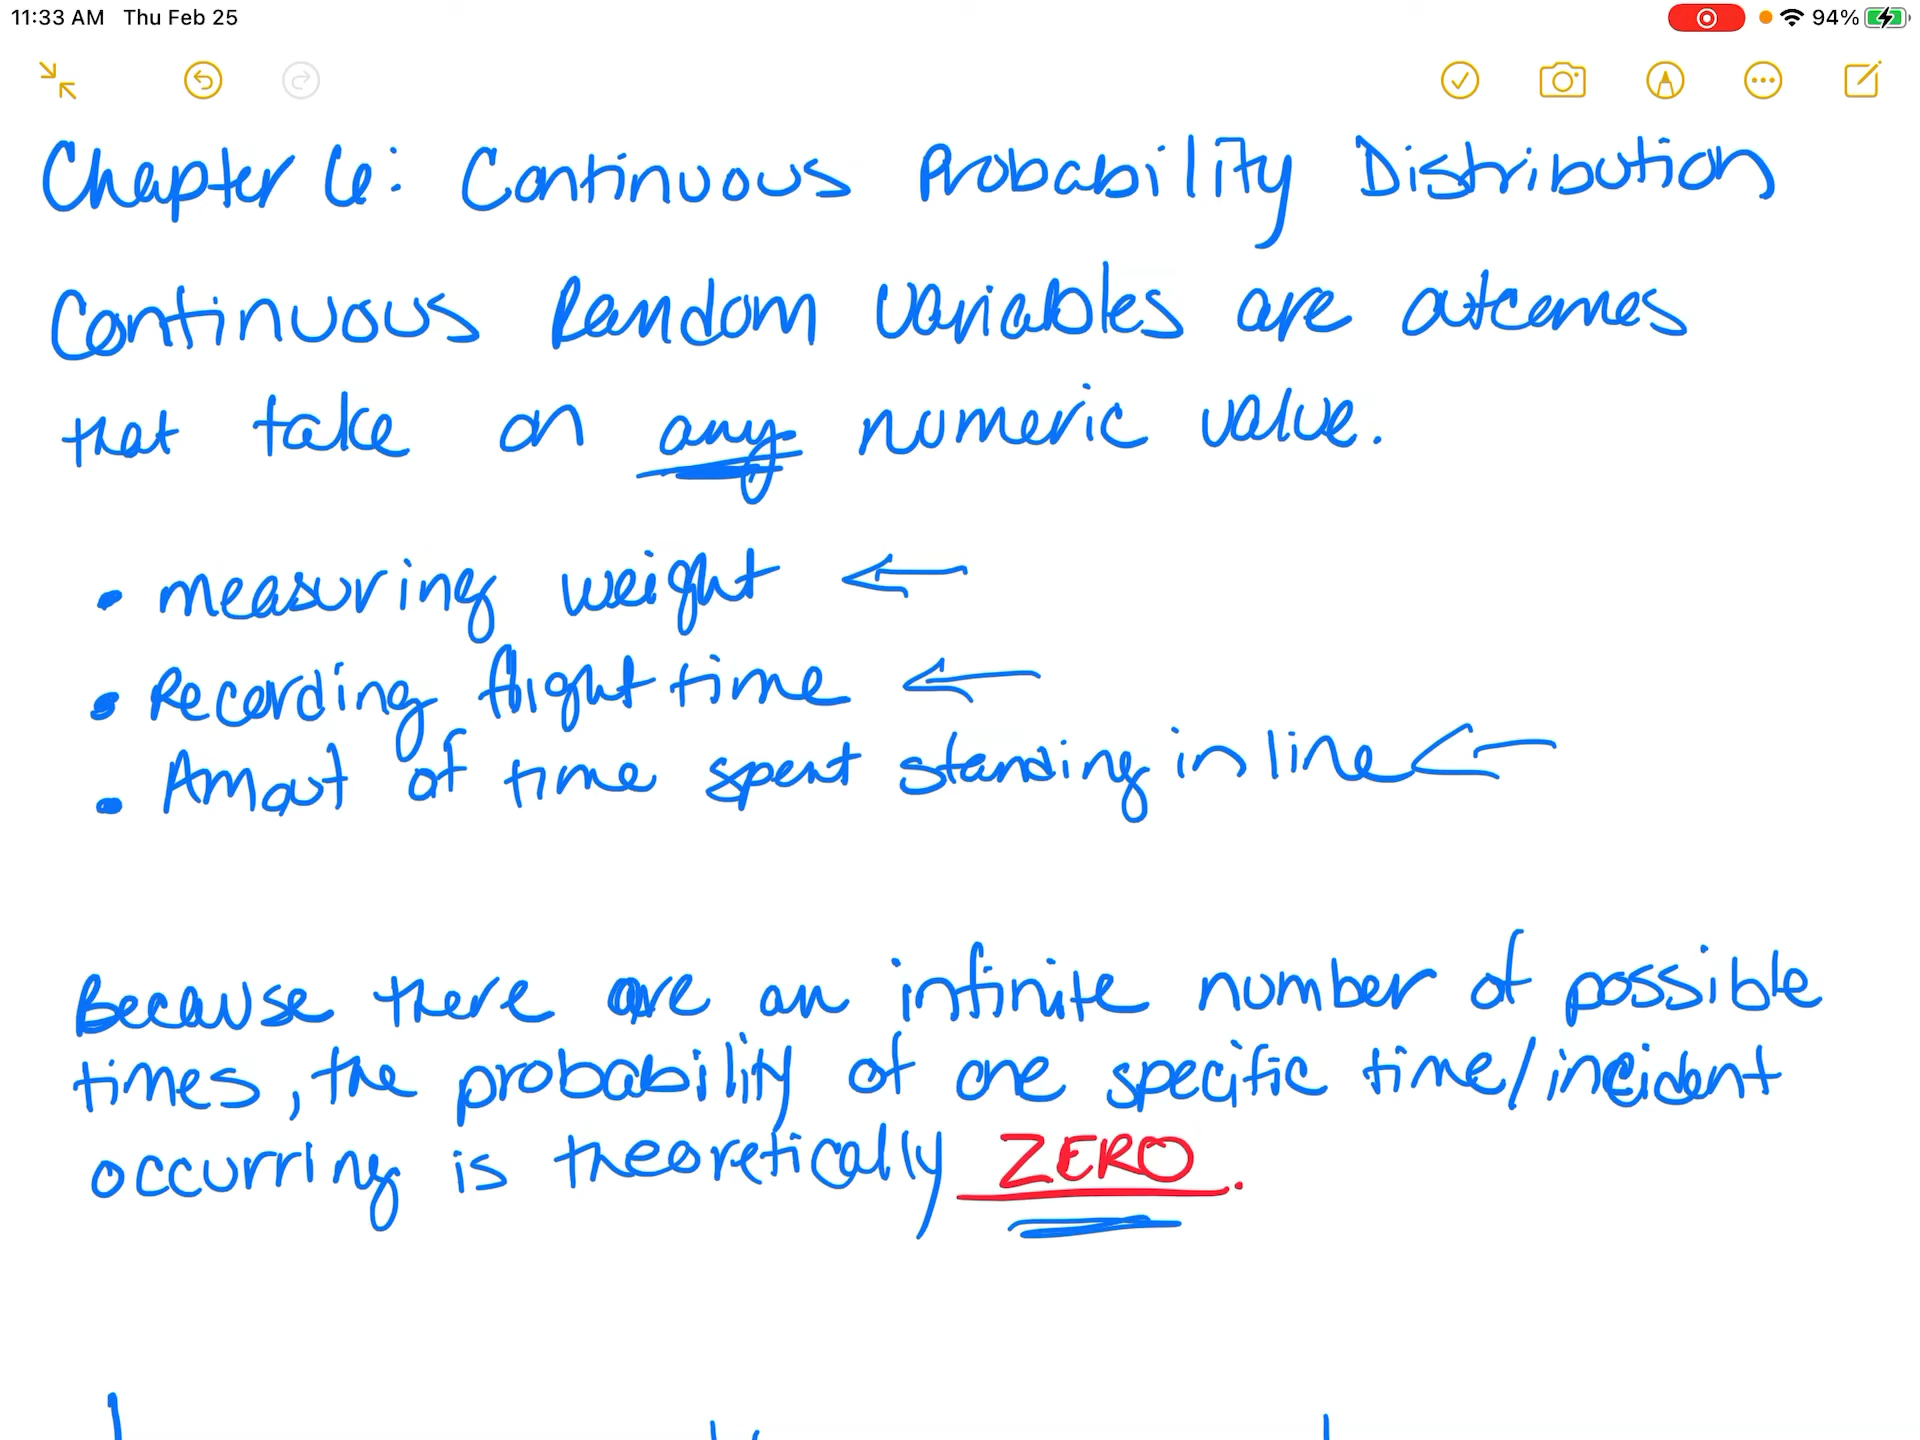 11:33 AM Thu Feb 25 94%
Chapter 6: Continuous Probability Distribution
Continuous Random Variables are outcomes
that take on any numeric value.
• measuring weight ←
• Recording flight time ←
• Amout of time spent standing in line ←
Because there are an infinite number of possible
times, the probability of one specific time/incident
occurring is theoretically ZERO.